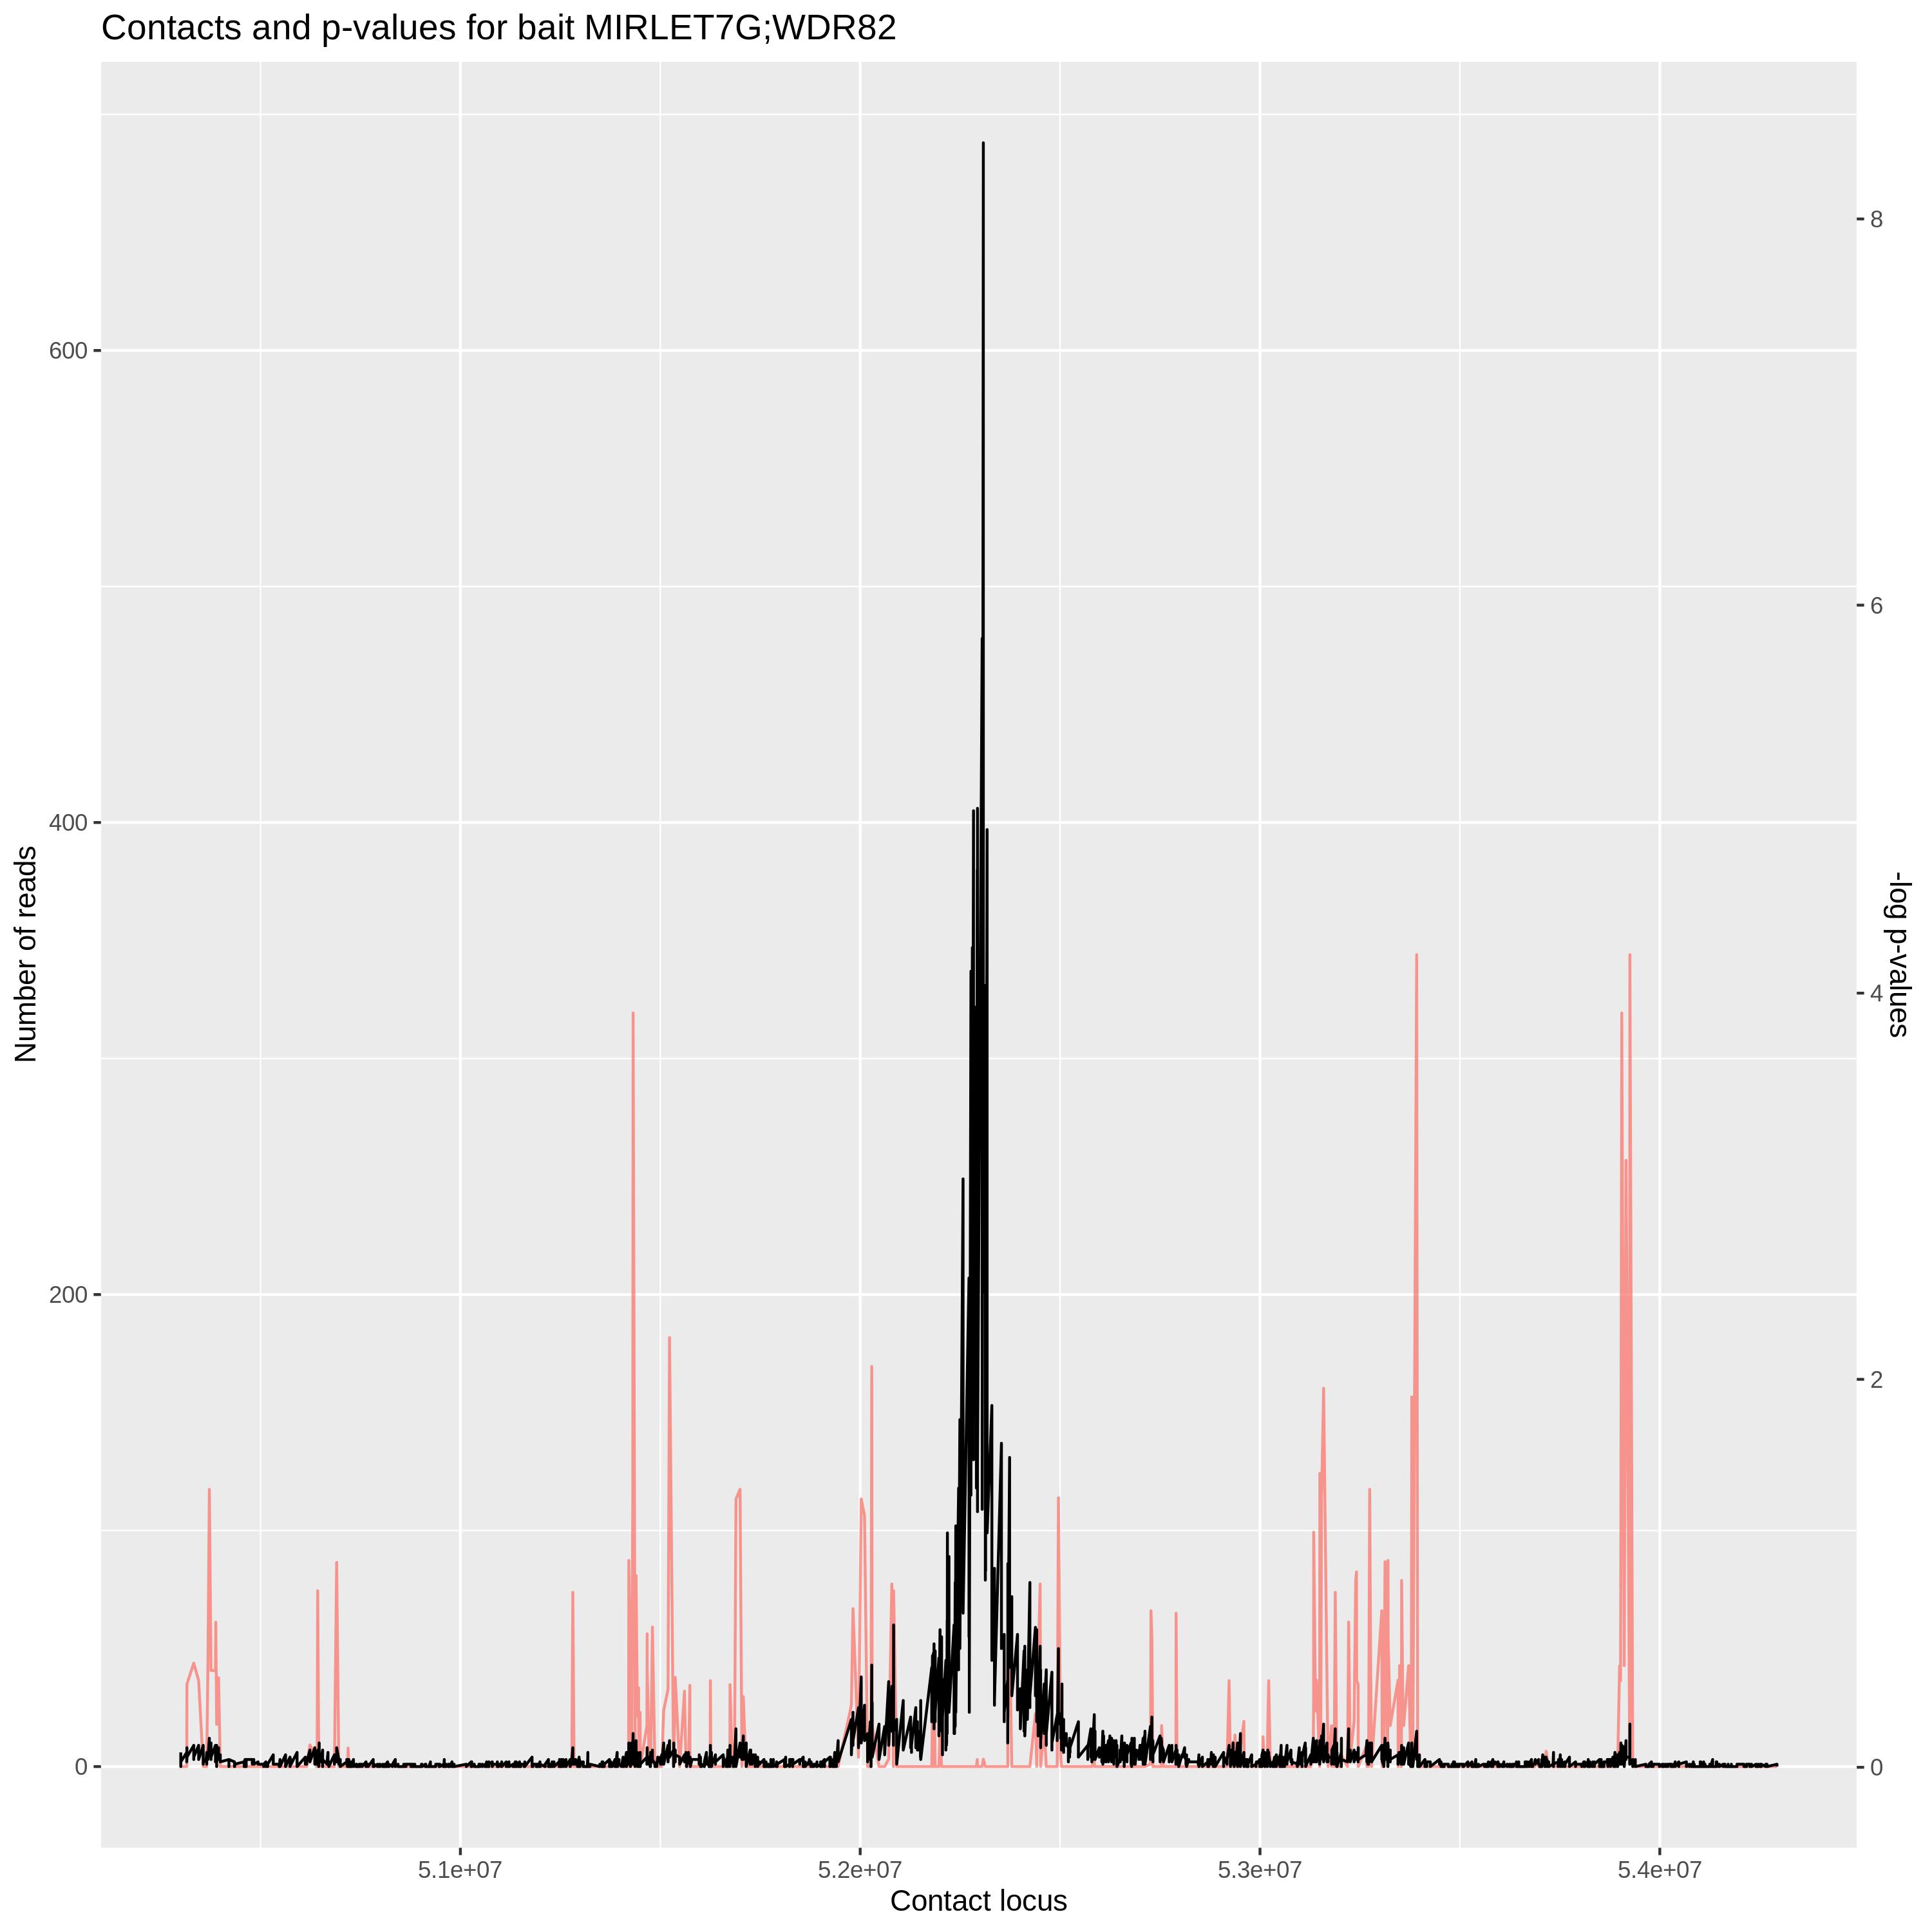 Contacts and p-values for bait MIRLET7G;WDR82
Number of reads
600
400
200
0
8
6
4
2
0
-log p-values
5.1e+07
5.2e+07
5.3e+07
5.4e+07
Contact locus